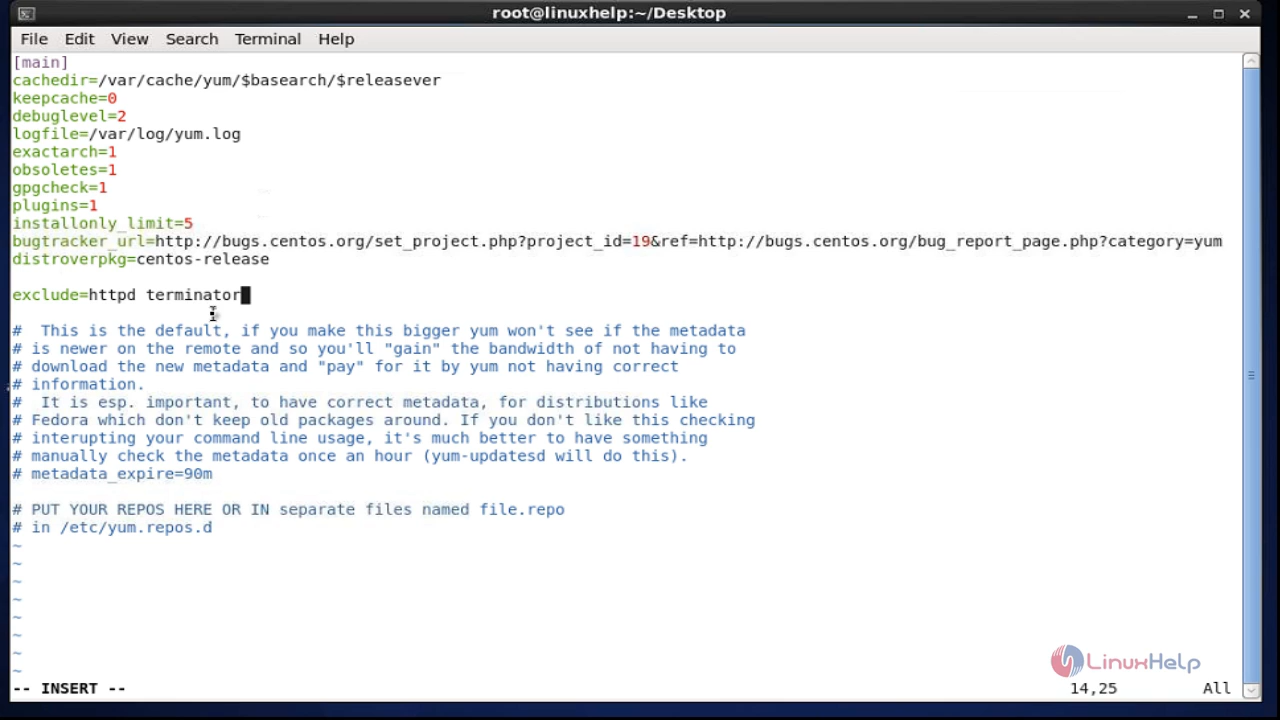 root@linuxhelp:~/Desktop
File Edit View Search Terminal Help
[main]
cachedir=/var/cache/yum/$basearch/$releasever
keepcache=0
debuglevel=2
logfile=/var/log/yum.log
exactarch=1
obsoletes=1
gpgcheck=1
plugins=1
installonly_limit=5
bugtracker_url=http://bugs.centos.org/set_project.php?project_id=19&ref=http://bugs.centos.org/bug_report_page.php?category=yum
distroverpkg=centos-release
exclude=httpd terminator
#  This is the default, if you make this bigger yum won't see if the metadata
# is newer on the remote and so you'll "gain" the bandwidth of not having to
# download the new metadata and "pay" for it by yum not having correct
# information.
#  It is esp. important, to have correct metadata, for distributions like
# Fedora which don't keep old packages around. If you don't like this checking
# interupting your command line usage, it's much better to have something
# manually check the metadata once an hour (yum-updatesd will do this).
# metadata_expire=90m
# PUT YOUR REPOS HERE OR IN separate files named file.repo
# in /etc/yum.repos.d
~
~
~
~
~
~
~
~
LinuxHelp
-- INSERT -- 14,25 All